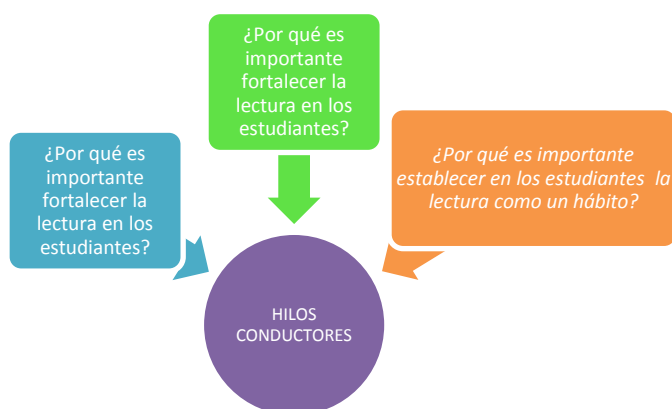 ¿Por qué es
importante
fortalecer la
lectura en los
estudiantes?
¿Por qué es
importante
fortalecer la
lectura en los
estudiantes?
¿Por qué es importante
establecer en los estudiantes  la
lectura como un hábito?
HILOS
CONDUCTORES